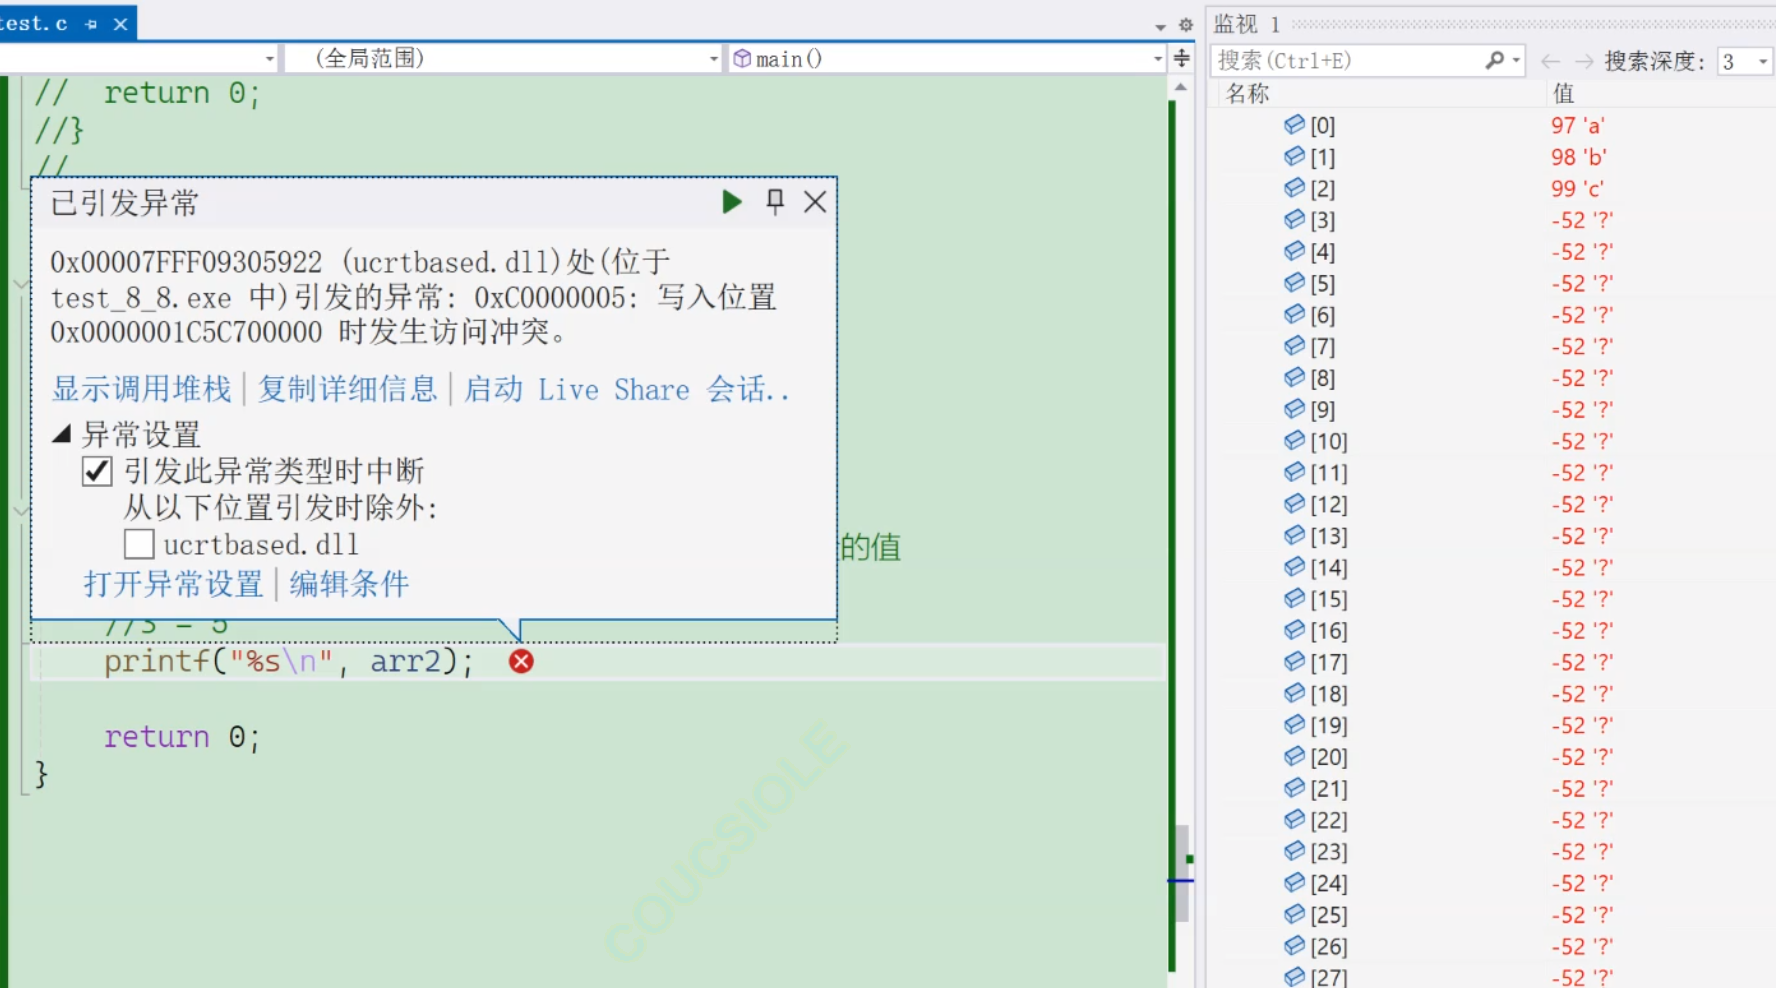 test.c
(全局范围)
main()
//  return 0;
//}
//
已引发异常
0x00007FFF09305922 (ucrtbased.dll)处(位于
test_8_8.exe 中)引发的异常: 0xC0000005: 写入位置
0x0000001C5C700000 时发生访问冲突。
显示调用堆栈 | 复制详细信息 | 启动 Live Share 会话..
异常设置
引发此异常类型时中断
从以下位置引发时除外:
ucrtbased.dll
打开异常设置 | 编辑条件
的值
//3 - 5
printf("%s\n", arr2);
return 0;
}
COUCSIOLE
监视 1
搜索(Ctrl+E)
搜索深度: 3
名称 值
[0] 97 'a'
[1] 98 'b'
[2] 99 'c'
[3] -52 '?'
[4] -52 '?'
[5] -52 '?'
[6] -52 '?'
[7] -52 '?'
[8] -52 '?'
[9] -52 '?'
[10] -52 '?'
[11] -52 '?'
[12] -52 '?'
[13] -52 '?'
[14] -52 '?'
[15] -52 '?'
[16] -52 '?'
[17] -52 '?'
[18] -52 '?'
[19] -52 '?'
[20] -52 '?'
[21] -52 '?'
[22] -52 '?'
[23] -52 '?'
[24] -52 '?'
[25] -52 '?'
[26] -52 '?'
[27] -52 '?'